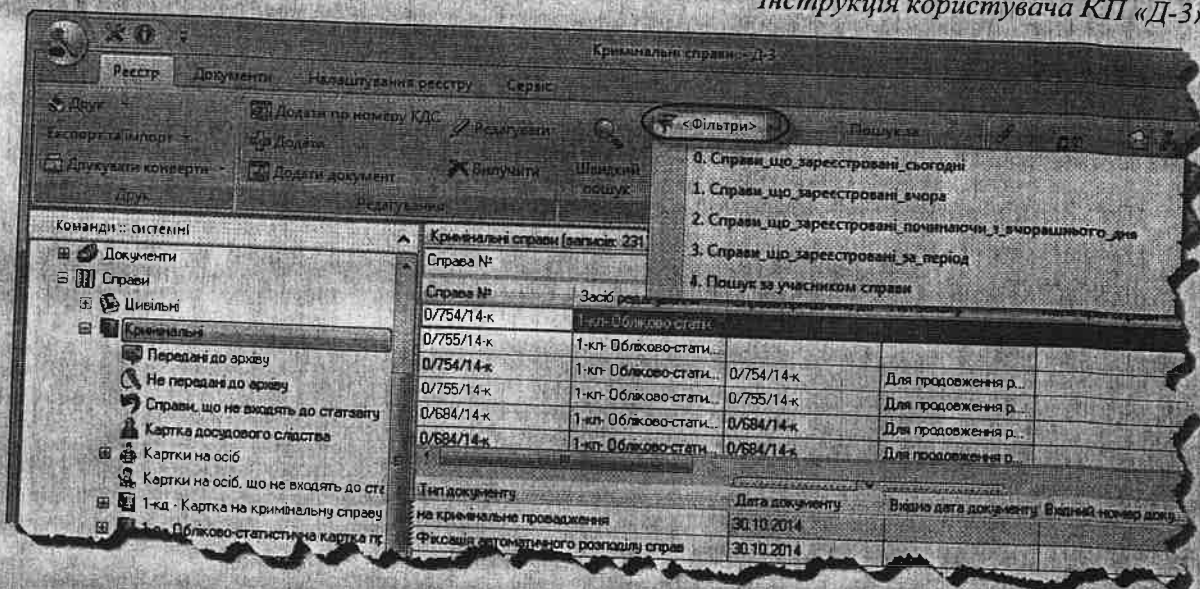 Інструкція користувача КП «Д-3»
Кримінальні справи :: Д-3
Реєстр Документи Налаштування реєстру Сервіс
Друк
Експорт та імпорт
Друкувати конверти
Друк
Додати по номеру КДС
Додати
Додати документ
Редагувати
Вилучити
Редагування
Швидкий
пошук
<Фільтри>
Пошук за
0. Справи_що_зареєстровані_сьогодні
1. Справи_що_зареєстровані_вчора
2. Справи_що_зареєстровані_починаючи_з_вчорашнього_дня
3. Справи_що_зареєстровані_за_період
4. Пошук за учасником справи
Команди :: системні
Документи
Справи
Цивільні
Кримінальні
Передані до архіву
Не передані до архіву
Справи, що не входять до статзвіту
Картка досудового слідства
Картки на осіб
Картки на осіб, що не входять до ста
1-кд - Картка на кримінальну справу
Обліково-статистична картка пр
Кримінальні справи (записів: 231
Справа №
Справа № Засіб
0/754/14-к 1-кп- Обліково-стати...
0/755/14-к 1-кп- Обліково-стати...
0/754/14-к 1-кп- Обліково-стати... 0/754/14-к Для продовження р...
0/755/14-к 1-кп- Обліково-стати... 0/755/14-к Для продовження р...
0/684/14-к 1-кп- Обліково-стати... 0/684/14-к Для продовження р...
0/684/14-к 1-кп- Обліково-стати... 0/684/14-к Для продовження р...
Тип документу Дата документу Вхідна дата документу Вхідний номер доку
на кримінальне провадження 30.10.2014
Фіксація автоматичного розподілу справ 30.10.2014